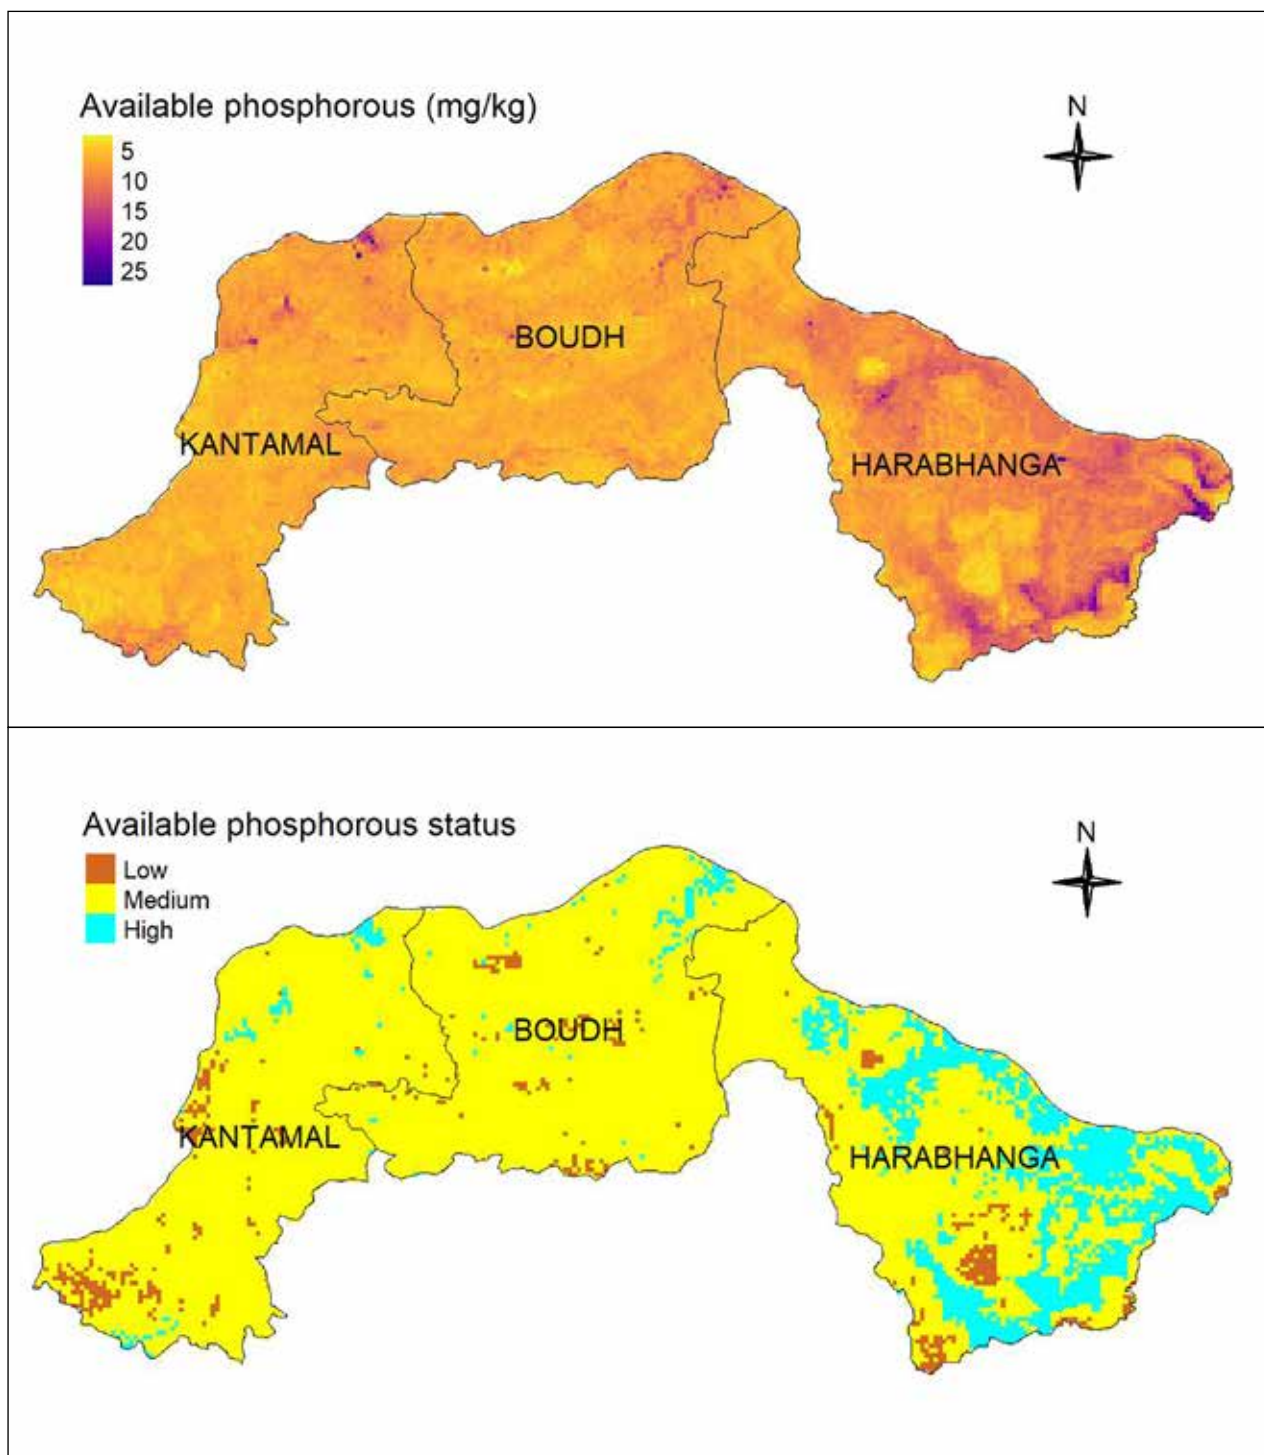 Available phosphorous (mg/kg)
N
5
10
15
20
25
BOUDH
KANTAMAL
HARABHANGA
Available phosphorous status
N
Low
Medium
High
BOUDH
KANTAMAL
HARABHANGA